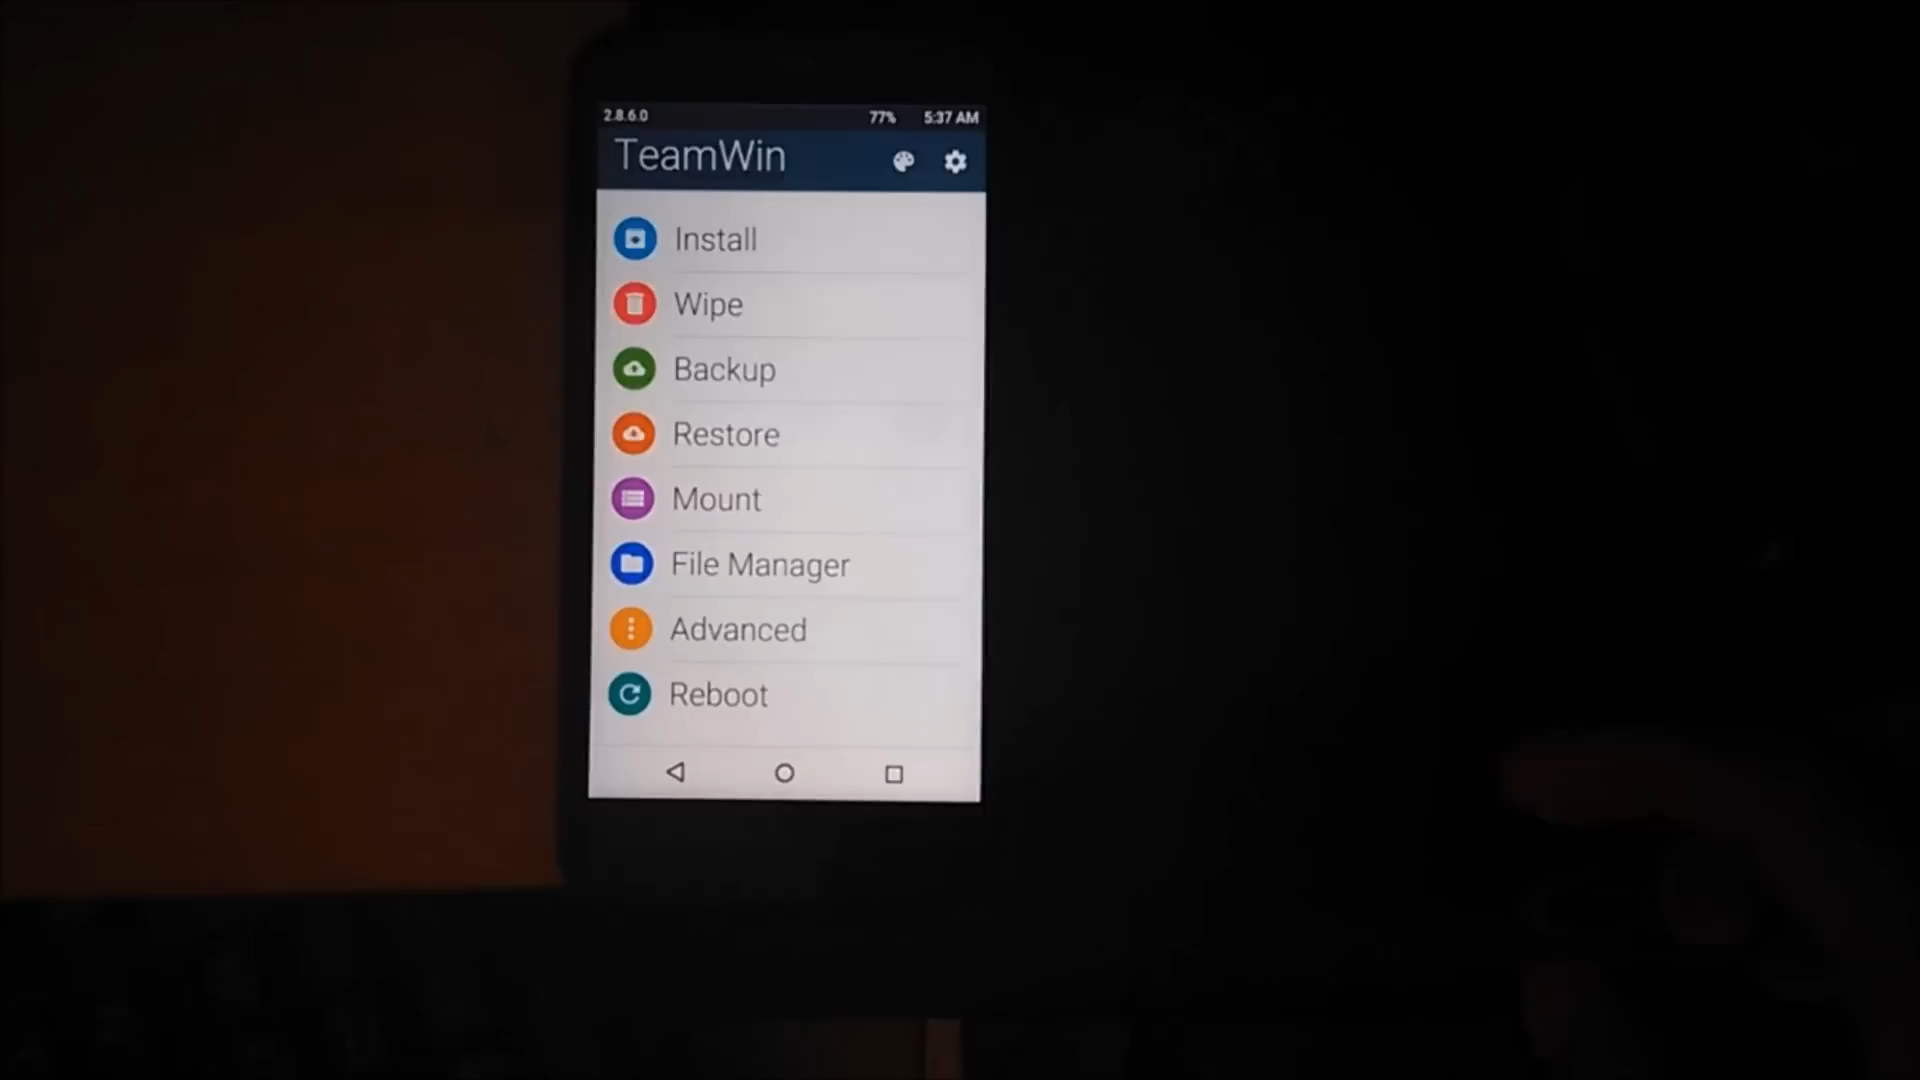 2.8.6.0 77% 5:37 AM
TeamWin
Install
Wipe
Backup
Restore
Mount
File Manager
Advanced
Reboot